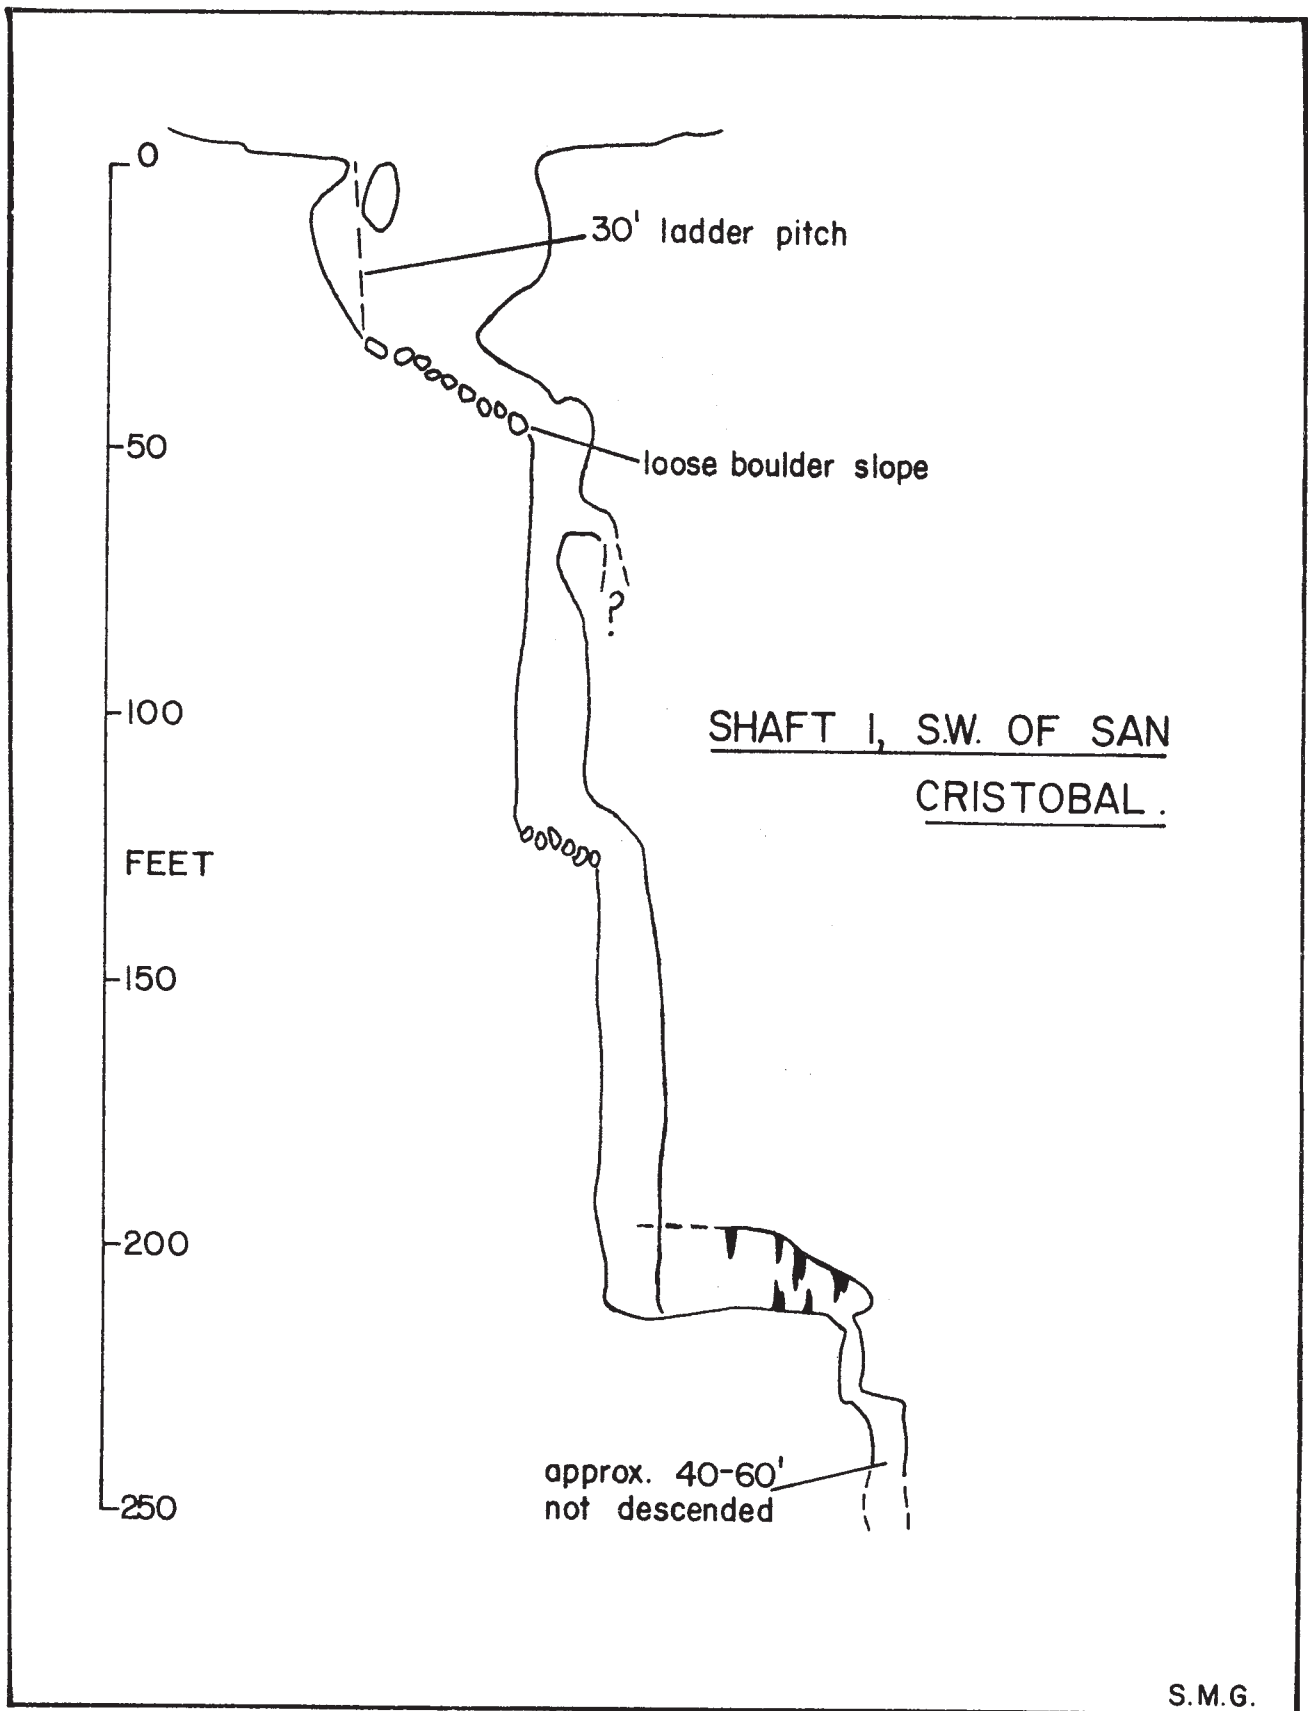 0
30' ladder pitch
50
loose boulder slope
?
100
SHAFT 1, S.W. OF SAN
CRISTOBAL.
FEET
150
200
approx. 40-60'
not descended
250
S.M.G.